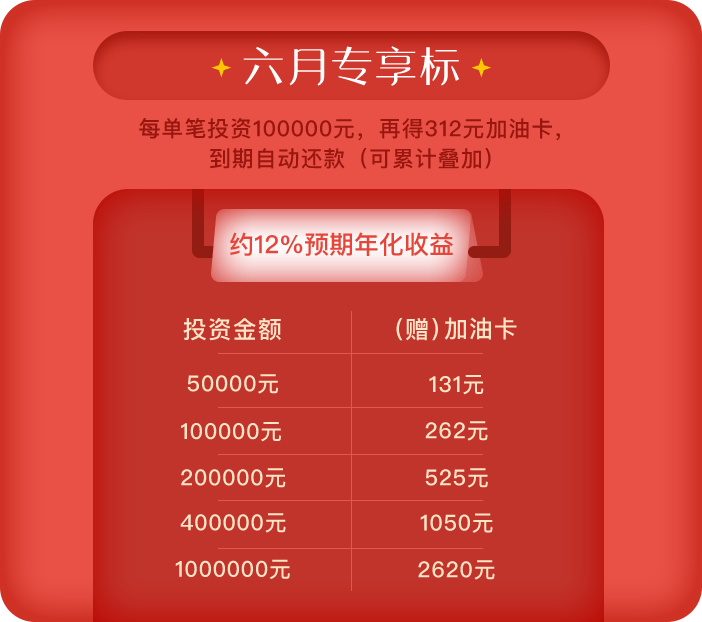 六月专享标
每单笔投资100000元，再得312元加油卡，
到期自动还款（可累计叠加）
约12%预期年化收益
投资金额 （赠）加油卡
50000元 131元
100000元 262元
200000元 525元
400000元 1050元
1000000元 2620元